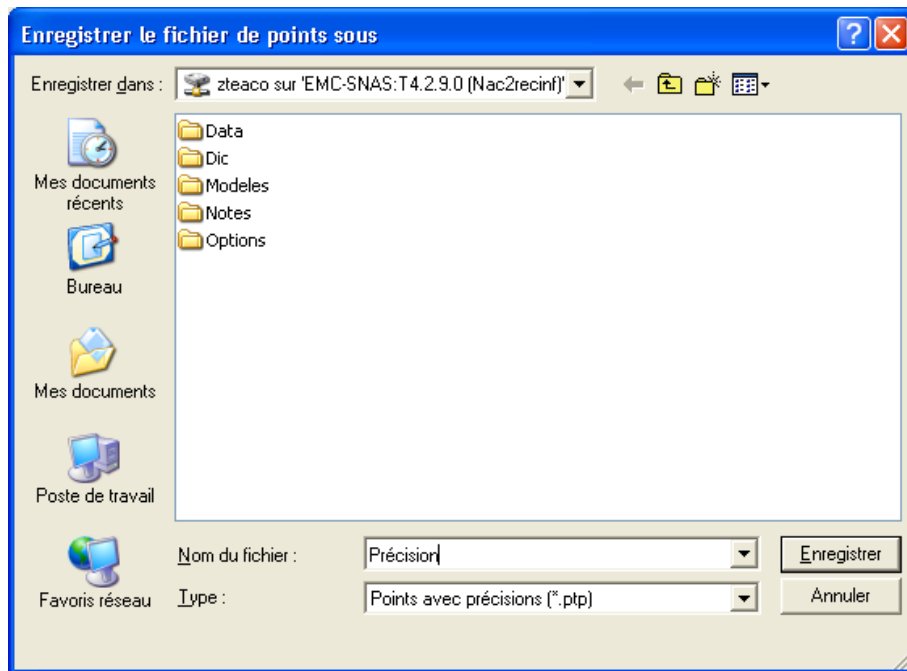 Enregistrer le fichier de points sous
Enregistrer dans :
zteaco sur 'EMC-SNAS:T4.2.9.0 (Nac2recinf)'
Mes documents
récents
Bureau
Mes documents
Poste de travail
Favoris réseau
Data
Dic
Modeles
Notes
Options
Nom du fichier :
Précision
Enregistrer
Type :
Points avec précisions (*.ptp)
Annuler